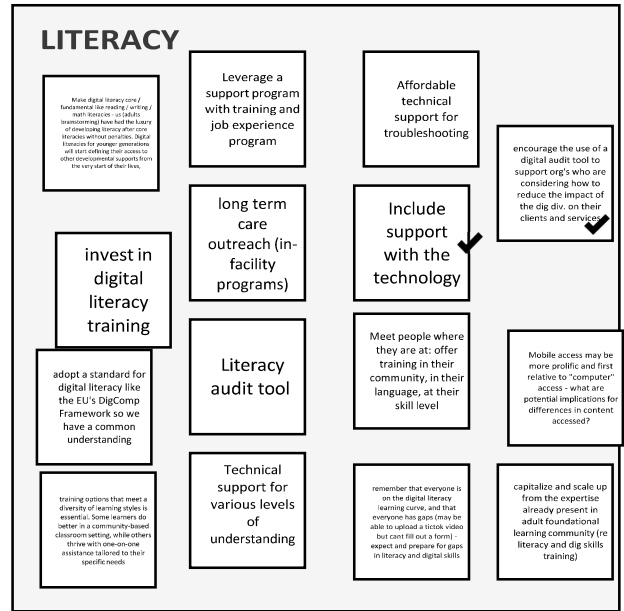 LITERACY
Make digital literacy core /
fundamental like reading / writing /
math literacies - us (adults
brainstorming) have had the luxury
of developing literacy after core
literacies without penalties. Digital
literacies for younger generations
will start defining their access to
other developmental supports from
the very start of their lives,
Leverage a
support program
with training and
job experience
program
Affordable
technical
support for
troubleshooting
encourage the use of a
digital audit tool to
support org's who are
considering how to
reduce the impact of
the dig div. on their
clients and services
invest in
digital
literacy
training
long term
care
outreach (in-
facility
programs)
Include
support
with the
technology
adopt a standard for
digital literacy like
the EU's DigComp
Framework so we
have a common
understanding
Literacy
audit tool
Meet people where
they are at: offer
training in their
community, in their
language, at their
skill level
Mobile access may be
more prolific and first
relative to "computer"
access - what are
potential implications for
differences in content
accessed?
training options that meet a
diversity of learning styles is
essential. Some learners do
better in a community-based
classroom setting, while others
thrive with one-on-one
assistance tailored to their
specific needs
Technical
support for
various levels
of
understanding
remember that everyone is
on the digital literacy
learning curve, and that
everyone has gaps (may be
able to upload a tictok video
but cant fill out a form) -
expect and prepare for gaps
in literacy and digital skills
capitalize and scale up
from the expertise
already present in
adult foundational
learning community (re
literacy and dig skills
training)